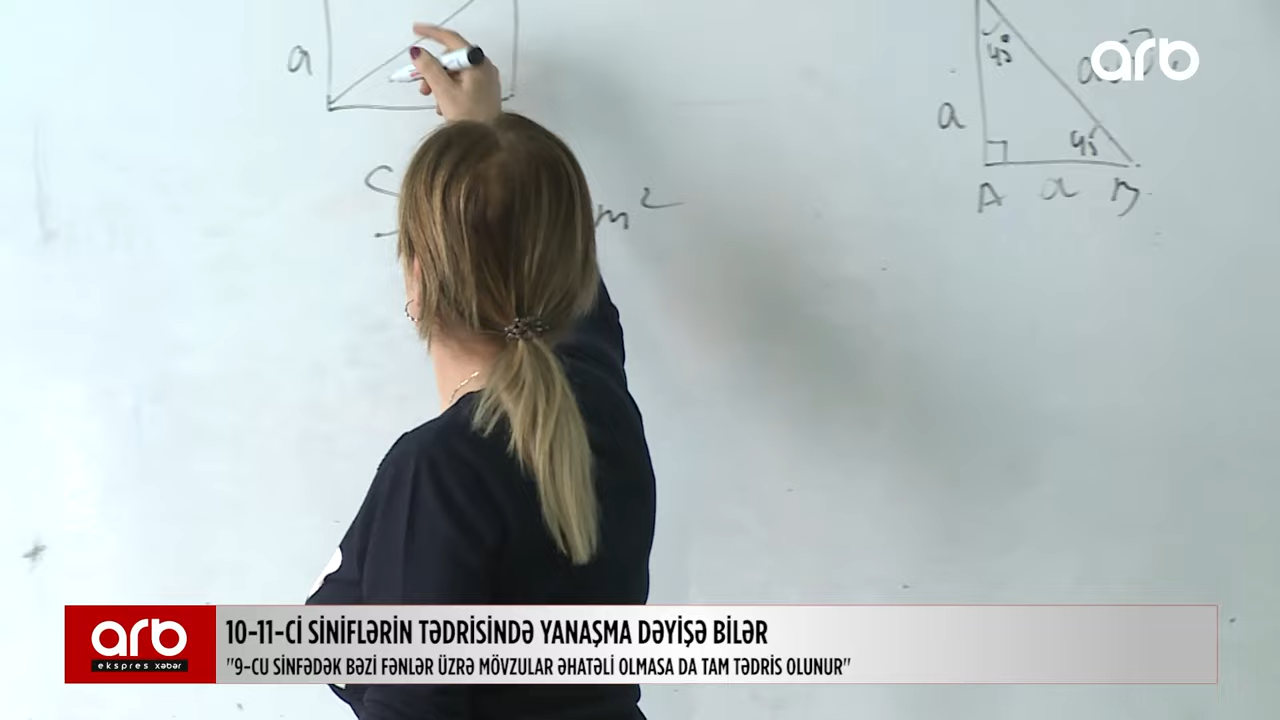 a
45°
arb
a
45
A a B
S
m²
arb
ekspres xəbər
10-11-Cİ SİNİFLƏRİN TƏDRİSİNDƏ YANAŞMA DƏYİŞƏ BİLƏR
"9-CU SİNFƏDƏK BƏZİ FƏNLƏR ÜZRƏ MÖVZULAR ƏHATƏLİ OLMASA DA TAM TƏDRİS OLUNUR"